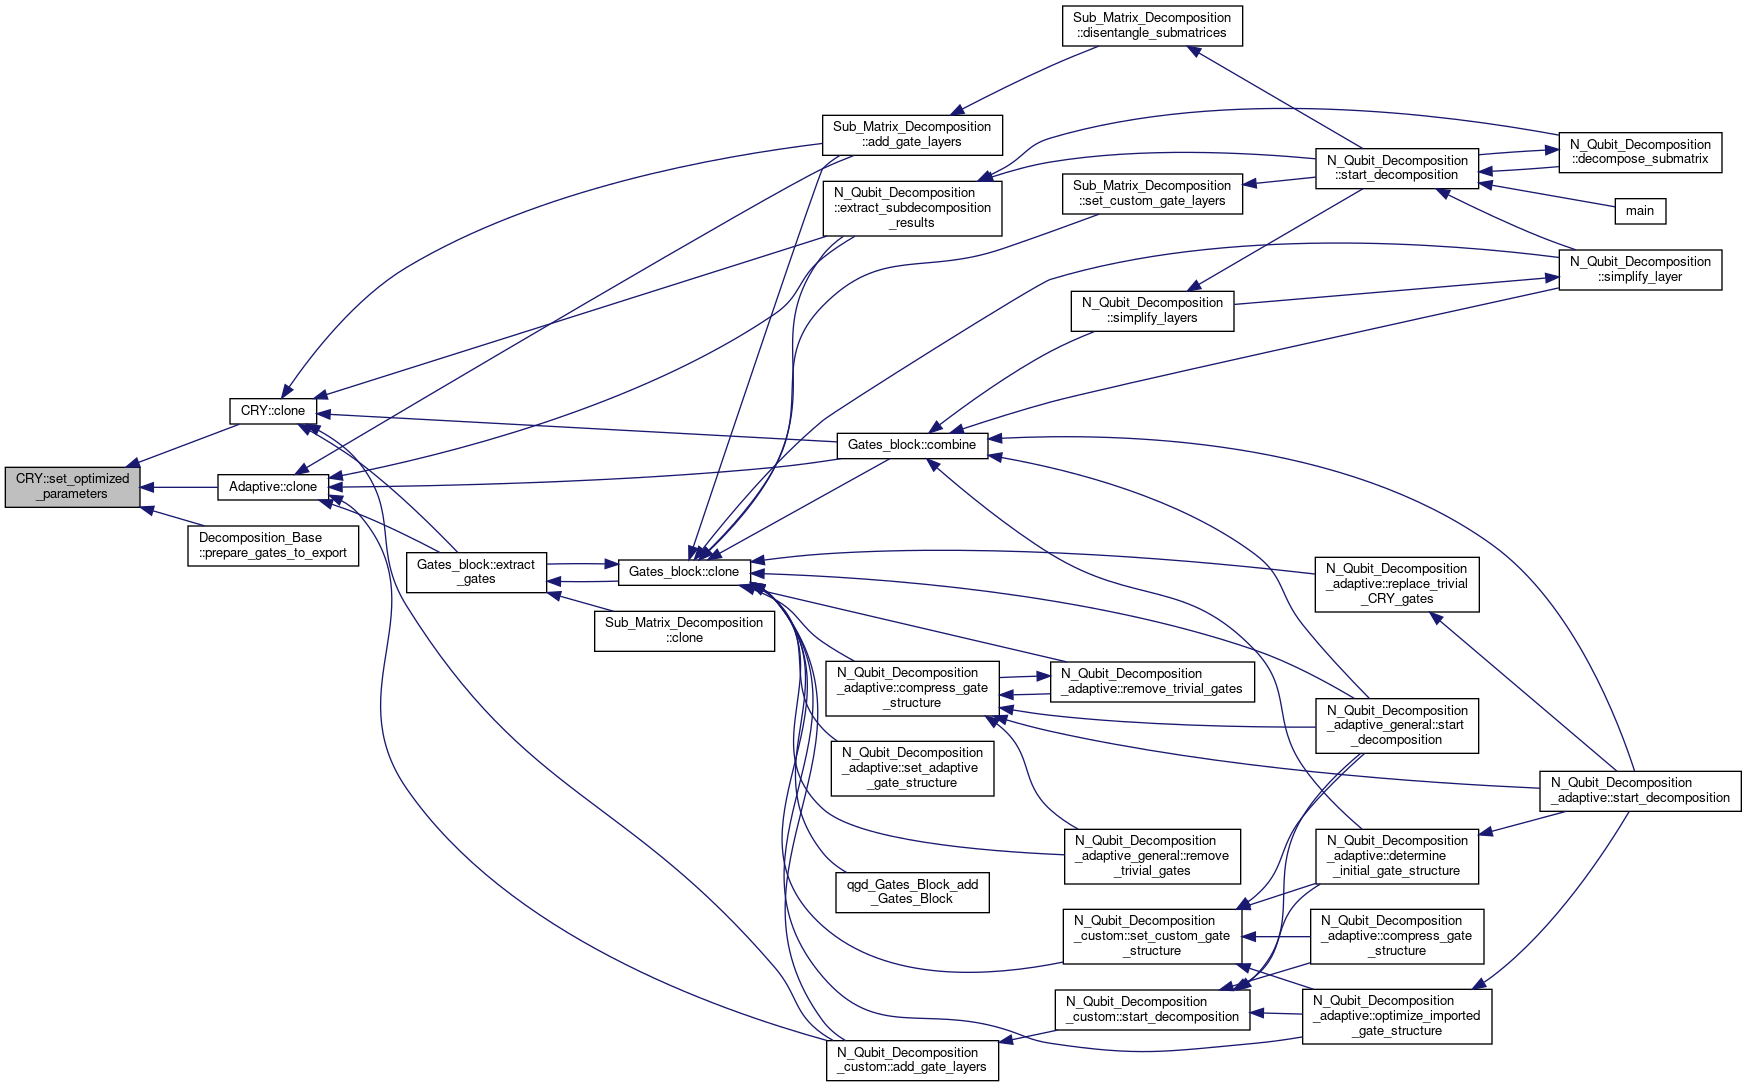 CRY::set_optimized
_parameters
CRY::clone
Adaptive::clone
Decomposition_Base
::prepare_gates_to_export
Gates_block::extract
_gates
Gates_block::clone
Sub_Matrix_Decomposition
::clone
Sub_Matrix_Decomposition
::add_gate_layers
N_Qubit_Decomposition
::extract_subdecomposition
_results
Gates_block::combine
N_Qubit_Decomposition
_adaptive::compress_gate
_structure
N_Qubit_Decomposition
_adaptive::set_adaptive
_gate_structure
qgd_Gates_Block_add
_Gates_Block
N_Qubit_Decomposition
_custom::add_gate_layers
Sub_Matrix_Decomposition
::disentangle_submatrices
Sub_Matrix_Decomposition
::set_custom_gate_layers
N_Qubit_Decomposition
::simplify_layers
N_Qubit_Decomposition
_adaptive::remove_trivial_gates
N_Qubit_Decomposition
_adaptive_general::remove
_trivial_gates
N_Qubit_Decomposition
_custom::set_custom_gate
_structure
N_Qubit_Decomposition
_custom::start_decomposition
N_Qubit_Decomposition
::start_decomposition
N_Qubit_Decomposition
_adaptive::replace_trivial
_CRY_gates
N_Qubit_Decomposition
_adaptive_general::start
_decomposition
N_Qubit_Decomposition
_adaptive::determine
_initial_gate_structure
N_Qubit_Decomposition
_adaptive::compress_gate
_structure
N_Qubit_Decomposition
_adaptive::optimize_imported
_gate_structure
N_Qubit_Decomposition
::decompose_submatrix
main
N_Qubit_Decomposition
::simplify_layer
N_Qubit_Decomposition
_adaptive::start_decomposition